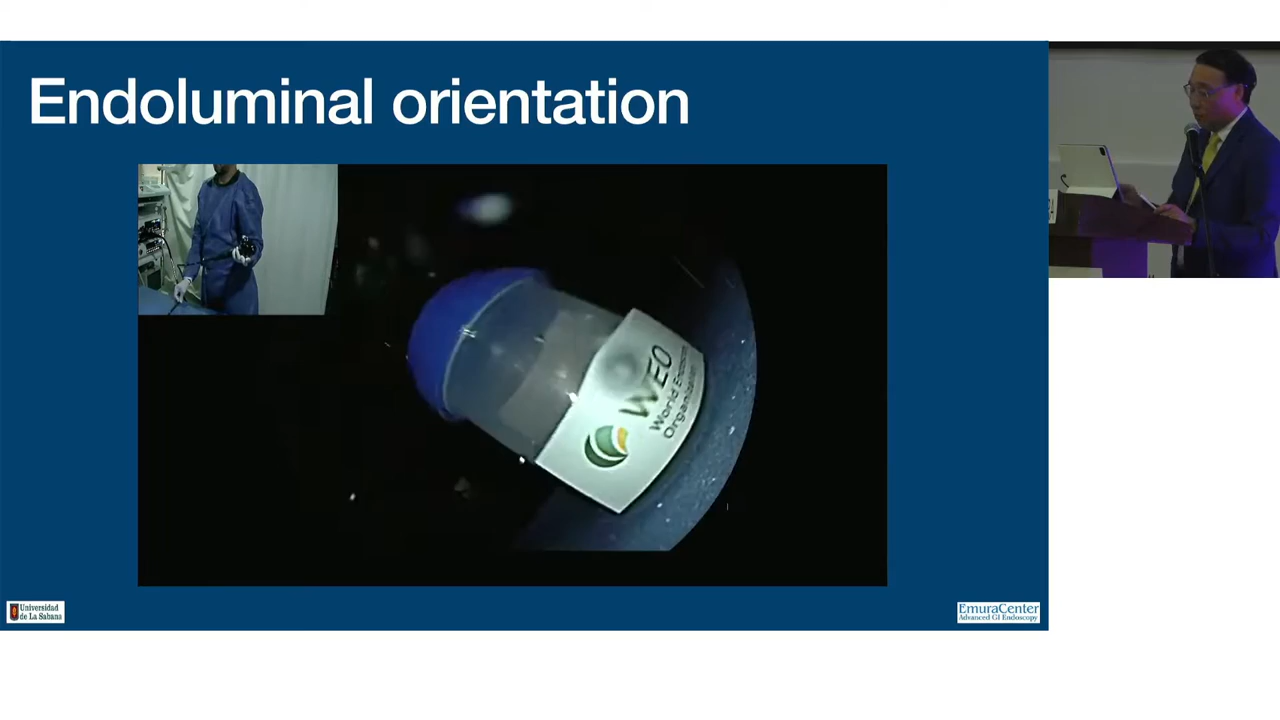 Endoluminal orientation
WEO
World Endoscopy
Organization
Universidad
de La Sabana
EmuraCenter
Advanced GI Endoscopy